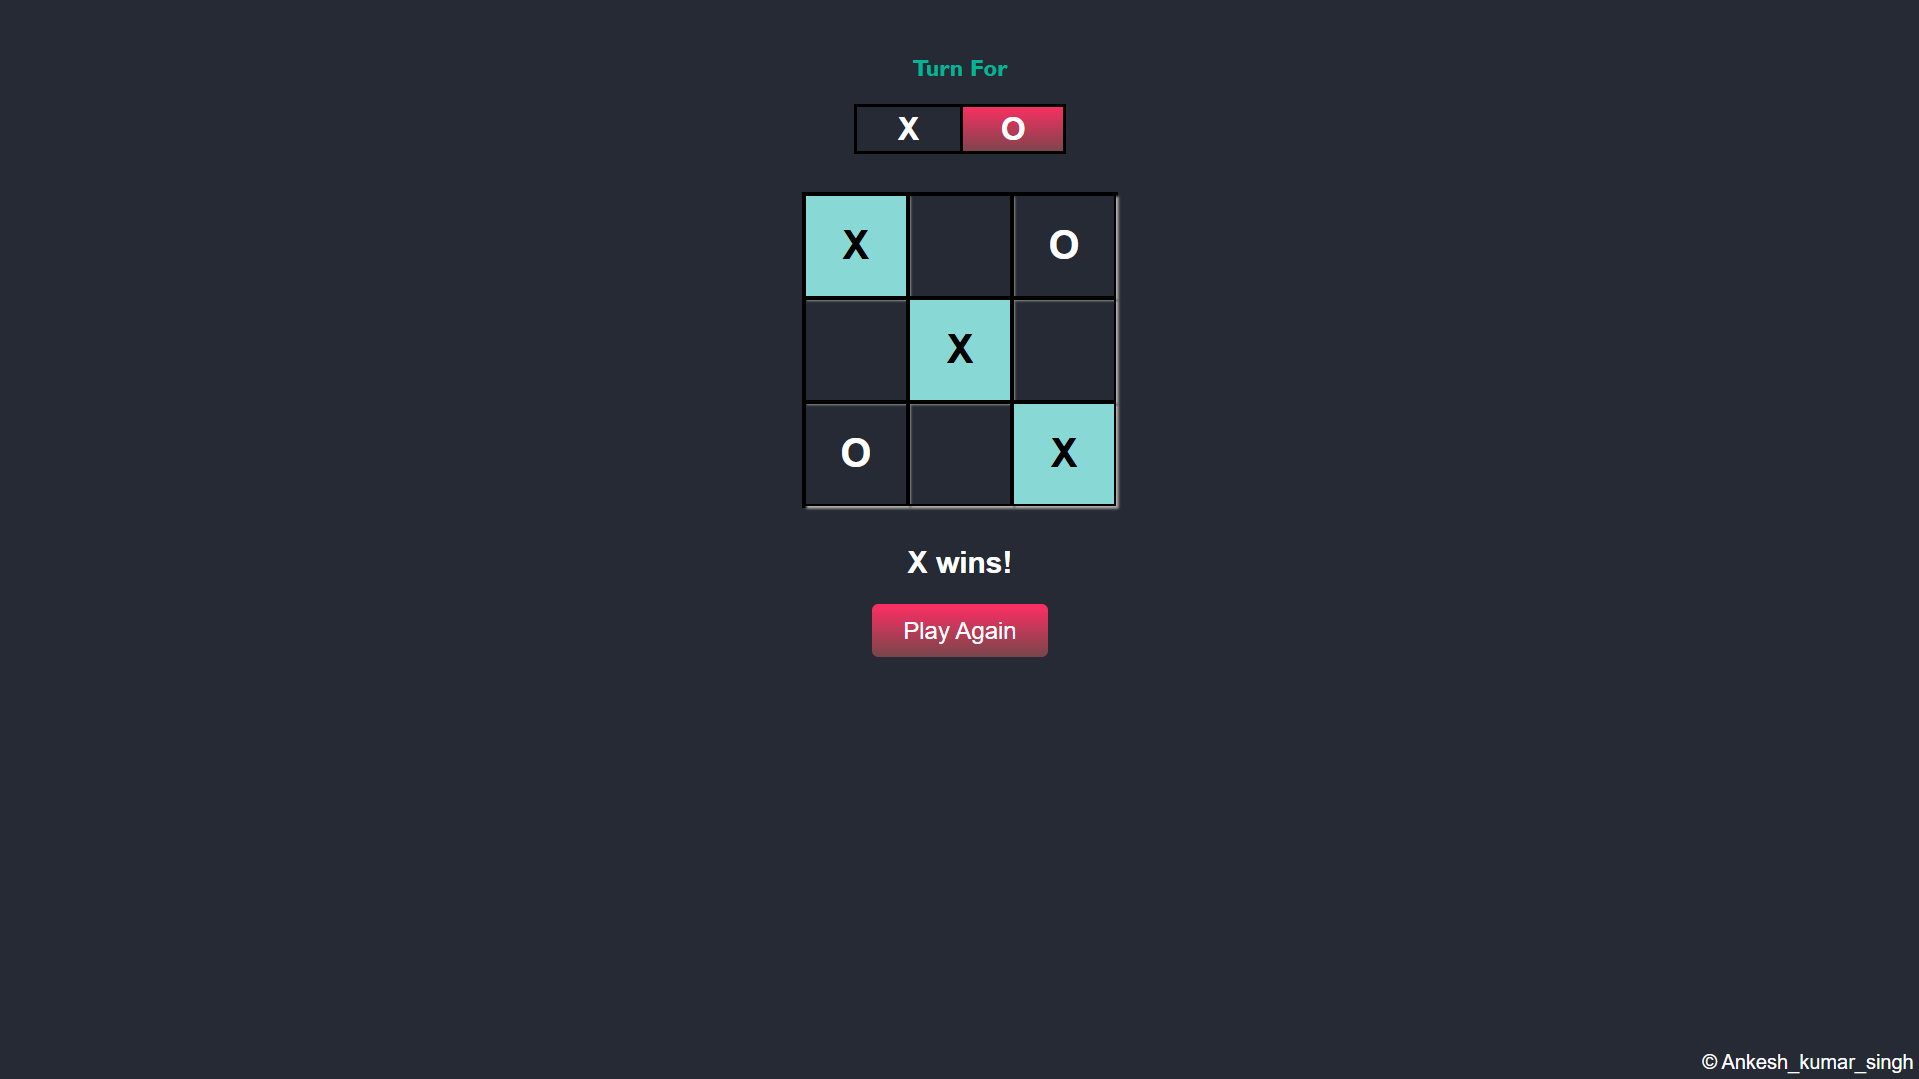 Turn For
X O
X O
X
O X
X wins!
Play Again
© Ankesh_kumar_singh